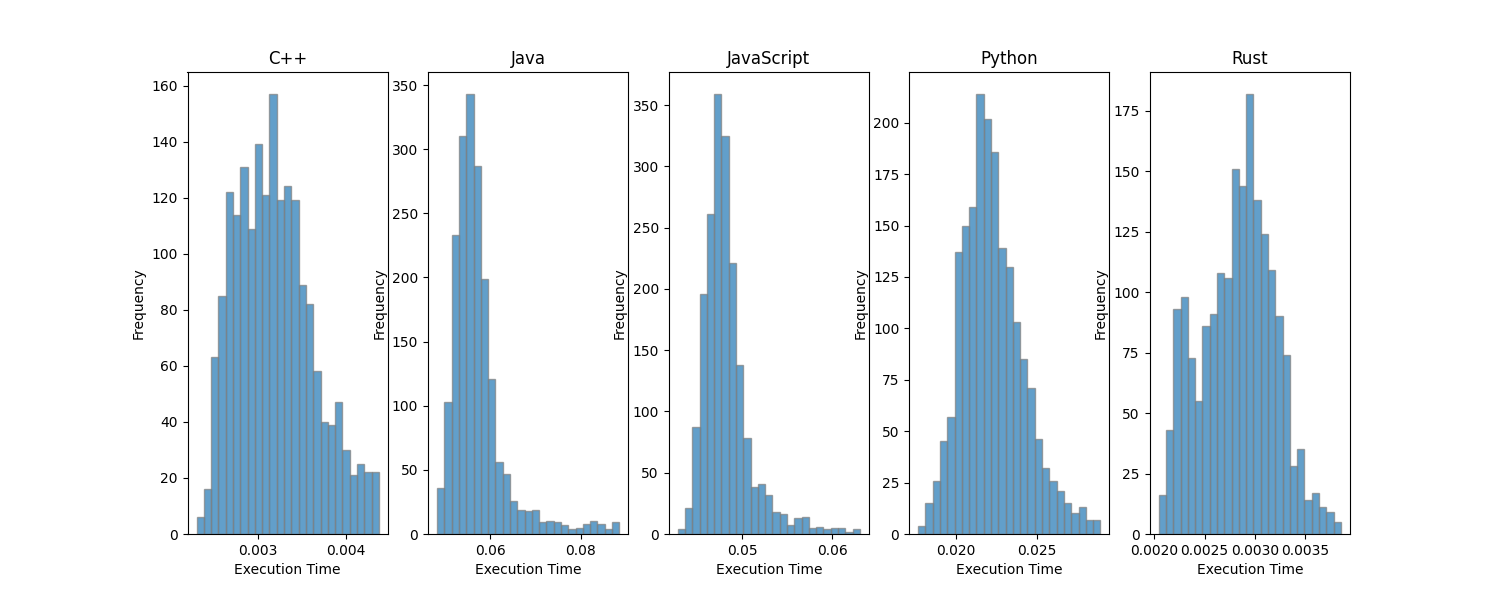 C++
160
140
120
100
80
60
40
20
0
Frequency
0.003 0.004
Execution Time
Java
350
300
250
200
150
100
50
0
Frequency
0.06 0.08
Execution Time
JavaScript
350
300
250
200
150
100
50
0
Frequency
0.05 0.06
Execution Time
Python
200
175
150
125
100
75
50
25
0
Frequency
0.020 0.025
Execution Time
Rust
175
150
125
100
75
50
25
0
Frequency
0.0020 0.0025 0.0030 0.0035
Execution Time